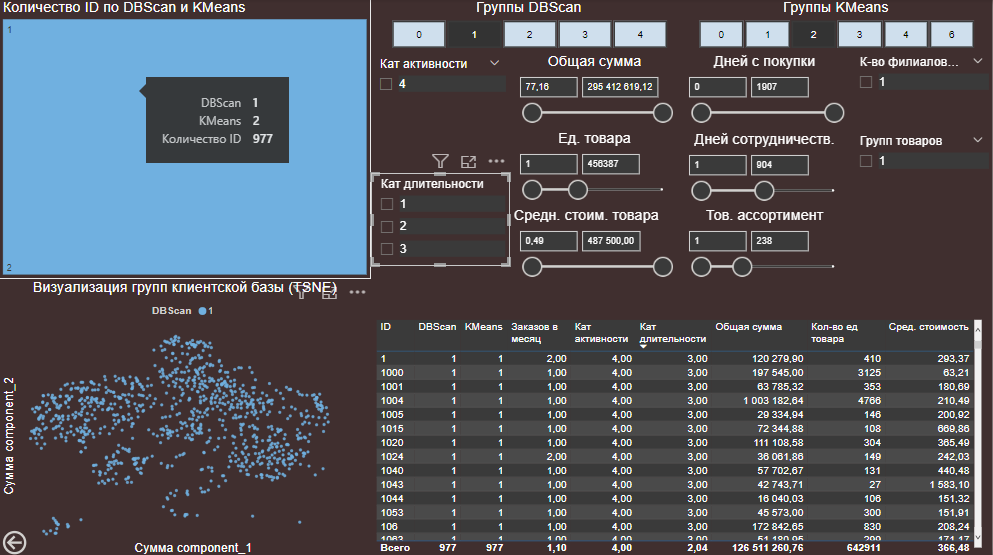 Количество ID по DBScan и KMeans
1
DBScan 1
KMeans 2
Количество ID 977
2
Группы DBScan
0 1 2 3 4
Группы KMeans
0 1 2 3 4 6
Кат активности
4
Общая сумма
77,16 295 412 619,12
Дней с покупки
0 1907
К-во филиалов...
1
Ед. товара
1 456387
Дней сотрудничеств.
1 904
Групп товаров
1
Кат длительности
1
2
3
Средн. стоим. товара
0,49 487 500,00
Тов. ассортимент
1 238
Визуализация групп клиентской базы (TSNE)
DBScan 1
Сумма component_2
Сумма component_1
ID DBScan KMeans Заказов в месяц Кат активности Кат длительности Общая сумма Кол-во ед товара Сред. стоимость
1 1 1 2,00 4,00 3,00 120 279,90 410 293,37
1000 1 1 1,00 4,00 3,00 197 545,00 3125 63,21
1001 1 1 1,00 4,00 3,00 63 785,32 353 180,69
1004 1 1 1,00 4,00 3,00 1 003 182,64 4766 210,49
1005 1 1 1,00 4,00 3,00 29 334,94 146 200,92
1015 1 1 1,00 4,00 3,00 72 344,88 108 669,86
1020 1 1 1,00 4,00 3,00 111 108,58 304 365,49
1024 1 1 2,00 4,00 3,00 36 061,86 149 242,03
1040 1 1 1,00 4,00 3,00 57 702,67 131 440,48
1043 1 1 1,00 4,00 3,00 42 743,71 27 1 583,10
1044 1 1 1,00 4,00 3,00 16 040,03 106 151,32
1053 1 1 1,00 4,00 3,00 45 573,00 300 151,91
106 1 1 1,00 4,00 3,00 172 842,65 830 208,24
1062 1 1 1,00 4,00 3,00 51 180,95 299 171,17
Всего 977 977 1,10 4,00 2,04 126 511 260,76 642911 366,48